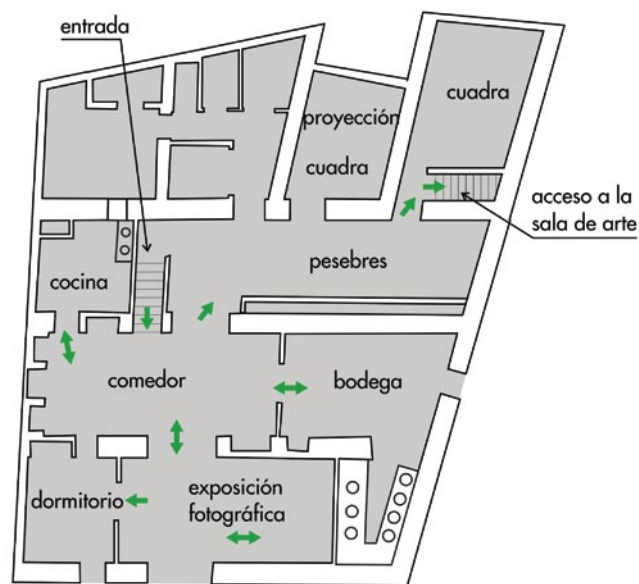 entrada
cuadra
proyección
cuadra
acceso a la
sala de arte
pesebres
cocina
comedor
bodega
dormitorio
exposición
fotográfica